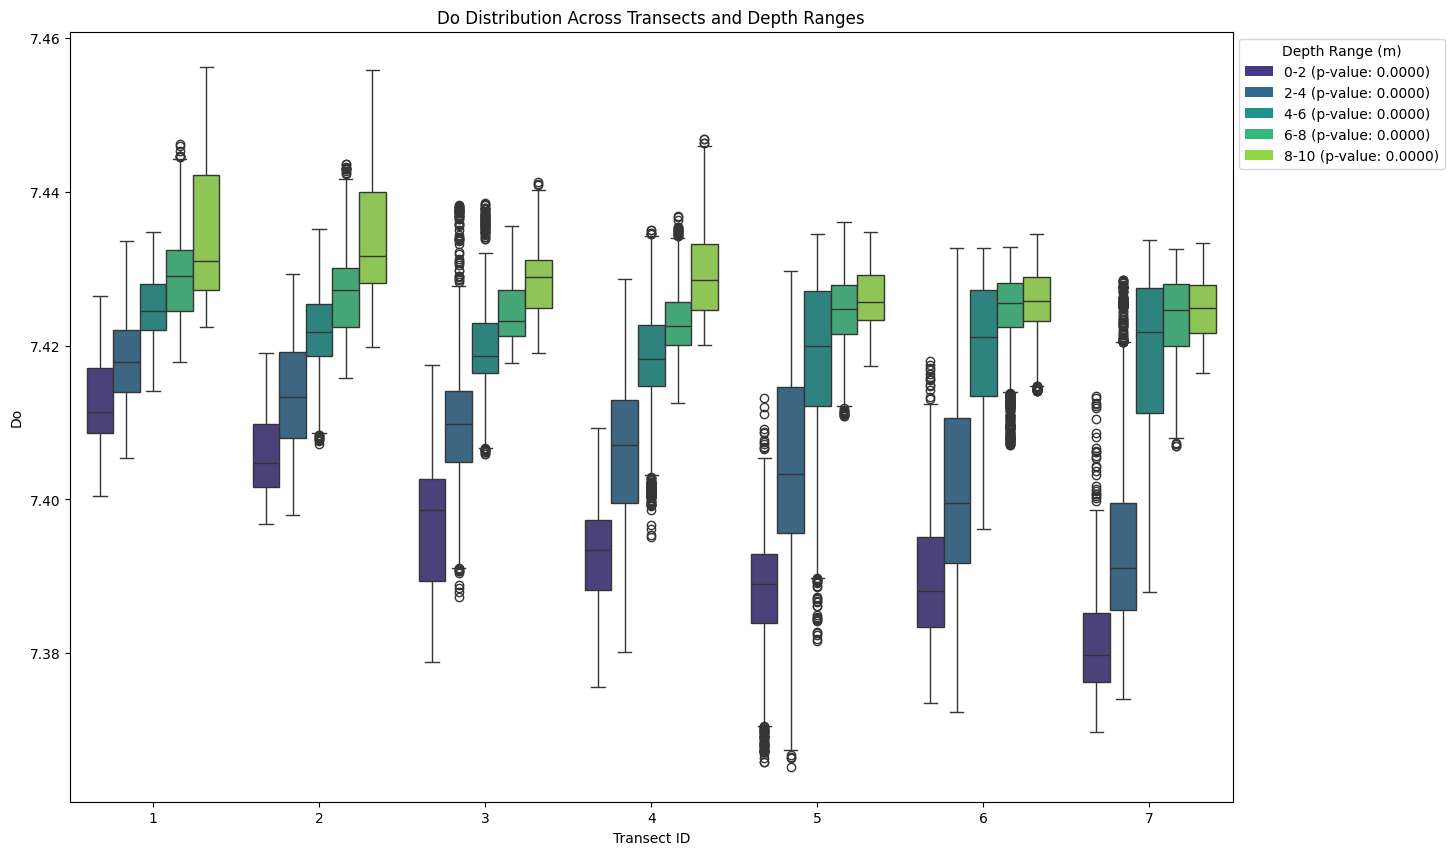 Do Distribution Across Transects and Depth Ranges
7.46
7.44
7.42
7.40
7.38
Do
1 2 3 4 5 6 7
Transect ID
Depth Range (m)
0-2 (p-value: 0.0000)
2-4 (p-value: 0.0000)
4-6 (p-value: 0.0000)
6-8 (p-value: 0.0000)
8-10 (p-value: 0.0000)